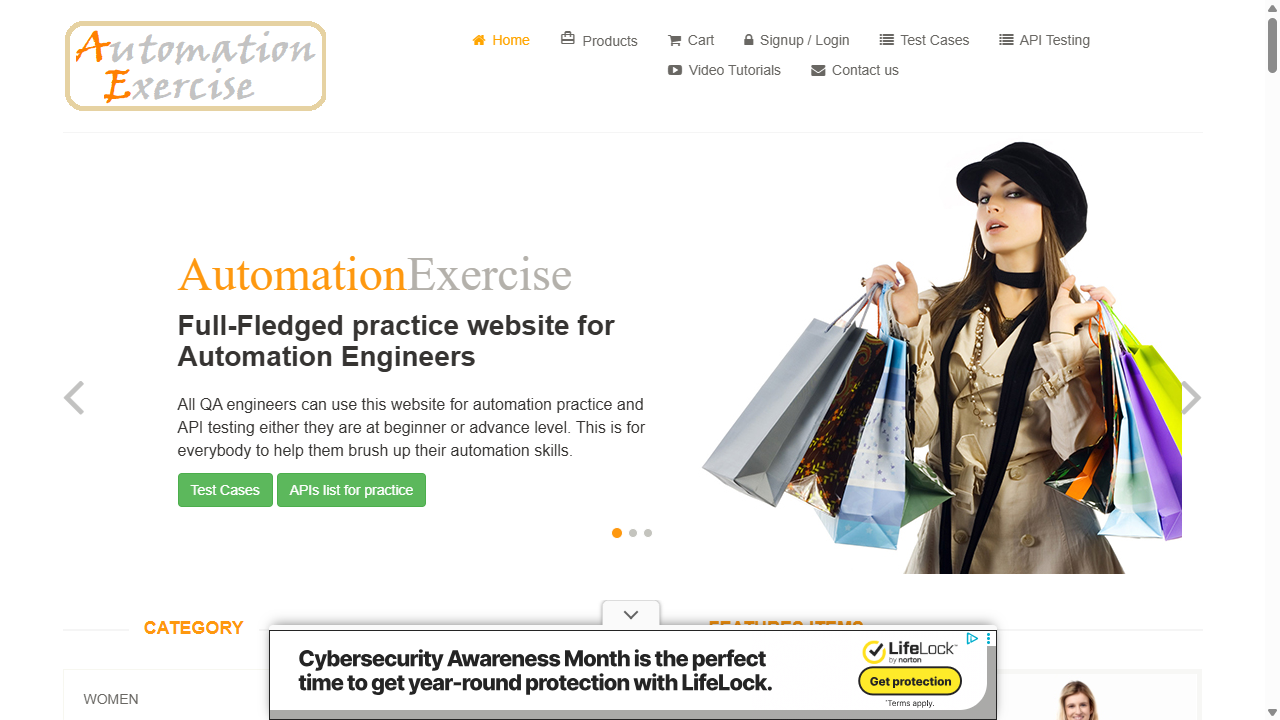 Automation
Exercise
Home
Products
Cart
Signup / Login
Test Cases
API Testing
Video Tutorials
Contact us
AutomationExercise
Full-Fledged practice website for
Automation Engineers
All QA engineers can use this website for automation practice and
API testing either they are at beginner or advance level. This is for
everybody to help them brush up their automation skills.
Test Cases
APIs list for practice
CATEGORY
FEATURES ITEMS
WOMEN
Cybersecurity Awareness Month is the perfect
time to get year-round protection with LifeLock.
LifeLock™
by norton
Get protection
*Terms apply.